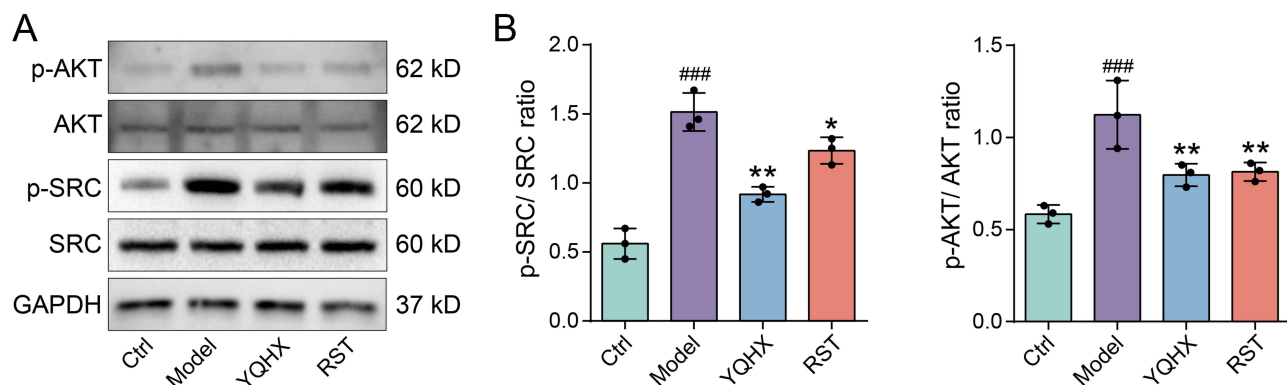 A
p-AKT 62 kD
AKT 62 kD
p-SRC 60 kD
SRC 60 kD
GAPDH 37 kD
Ctrl Model YQHX RST
B
p-SRC/ SRC ratio
2.0
1.5
1.0
0.5
0.0
###
**
*
Ctrl Model YQHX RST
p-AKT/ AKT ratio
1.5
1.0
0.5
0.0
###
**
**
Ctrl Model YQHX RST